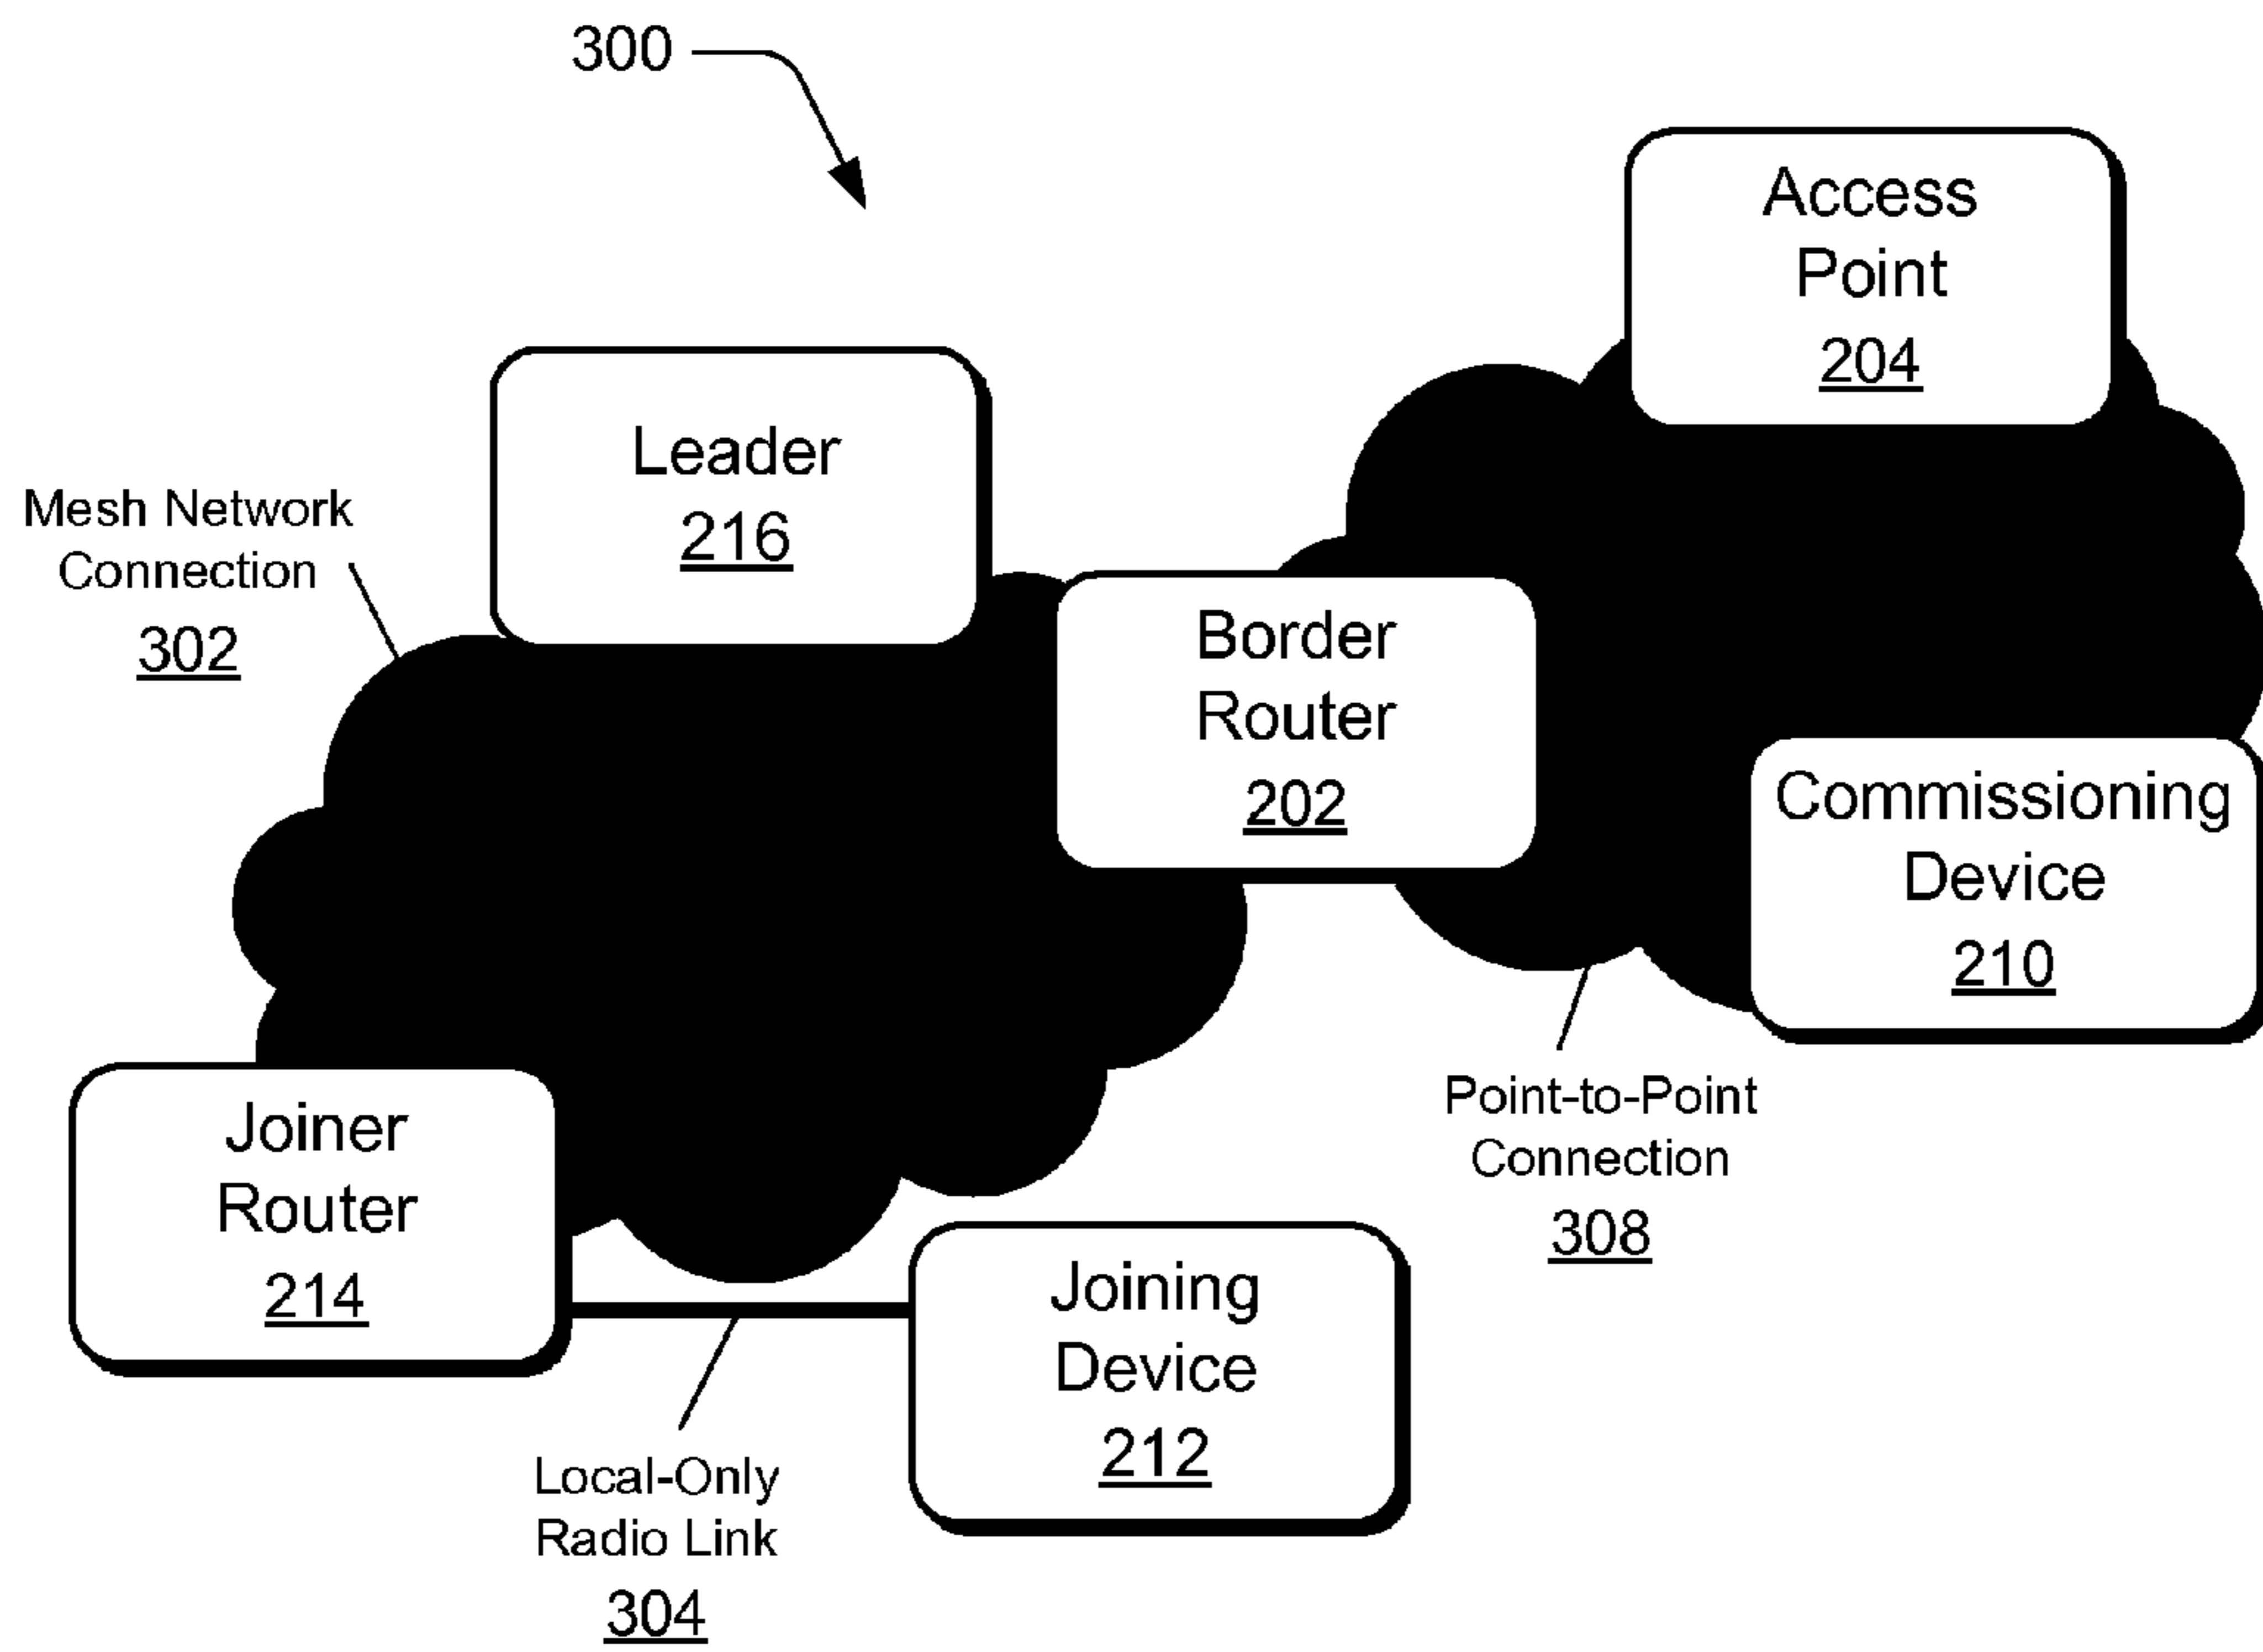 300
Access
Point
204
Leader
216
Mesh Network
Connection
302
Border
Router
202
Commissioning
Device
210
Joiner
Router
214
Point-to-Point
Connection
308
Joining
Device
212
Local-Only
Radio Link
304